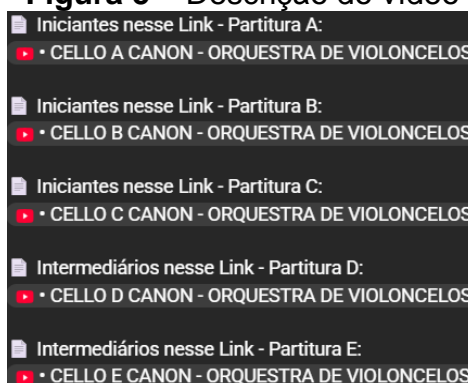 Descrição do vídeo
Iniciantes nesse Link - Partitura A:
• CELLO A CANON - ORQUESTRA DE VIOLONCELOS
Iniciantes nesse Link - Partitura B:
• CELLO B CANON - ORQUESTRA DE VIOLONCELOS
Iniciantes nesse Link - Partitura C:
• CELLO C CANON - ORQUESTRA DE VIOLONCELOS
Intermediários nesse Link - Partitura D:
• CELLO D CANON - ORQUESTRA DE VIOLONCELOS
Intermediários nesse Link - Partitura E:
• CELLO E CANON - ORQUESTRA DE VIOLONCELOS